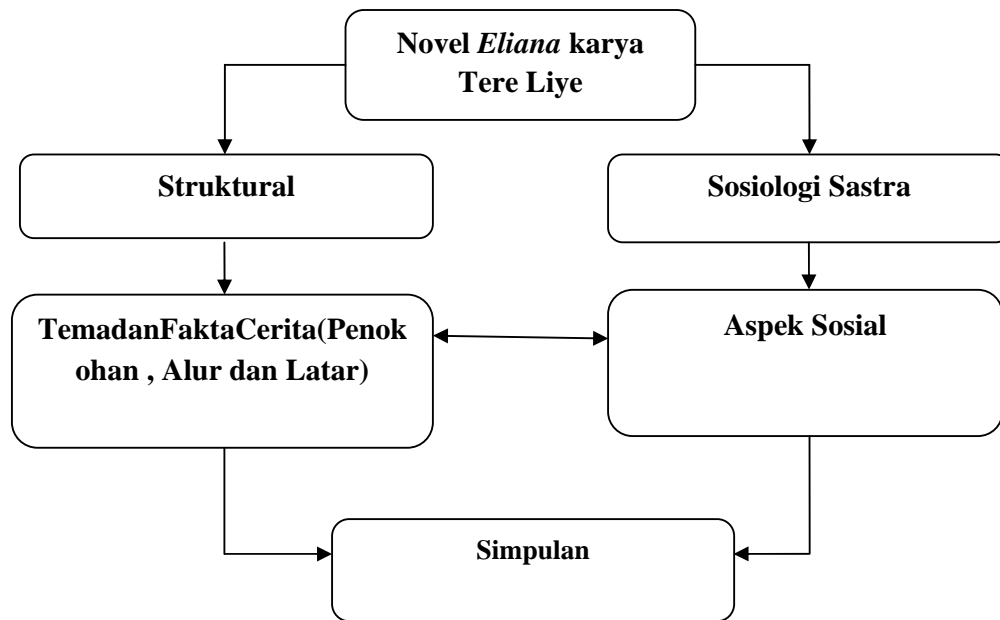 Novel Eliana karya
Tere Liye
Struktural
Sosiologi Sastra
TemadanFaktaCerita(Penok
ohan , Alur dan Latar)
Aspek Sosial
Simpulan